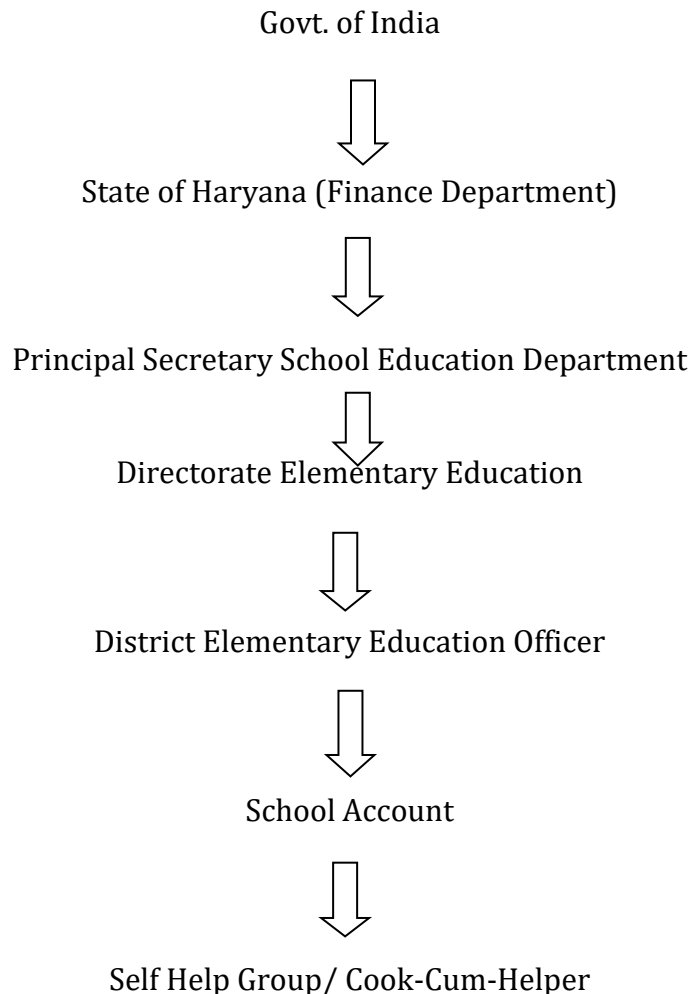 Govt. of India
State of Haryana (Finance Department)
Principal Secretary School Education Department
Directorate Elementary Education
District Elementary Education Officer
School Account
Self Help Group/ Cook-Cum-Helper